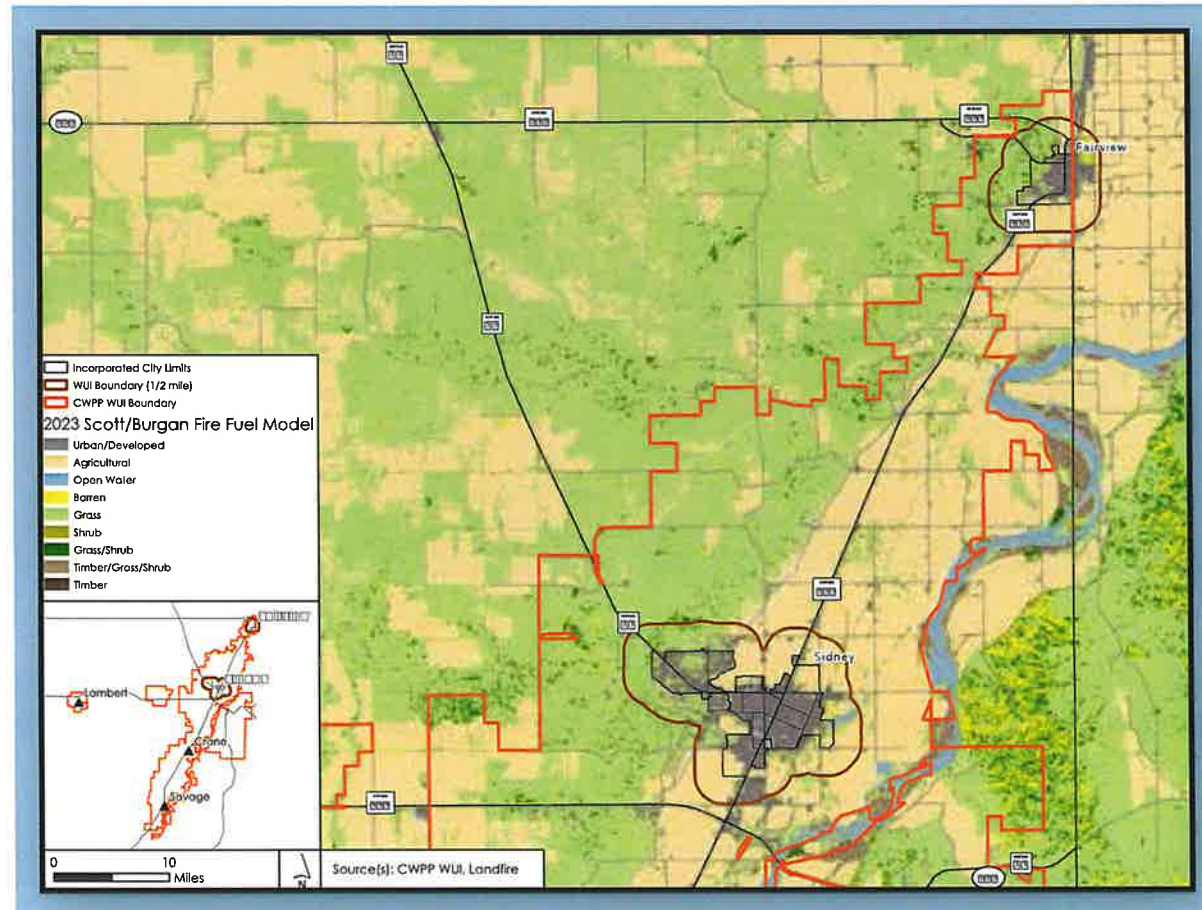 Fairview
Incorporated City Limits
WUI Boundary (1/2 mile)
CWPP WUI Boundary
2023 Scott/Burgan Fire Fuel Model
Urban/Developed
Agricultural
Open Water
Barren
Grass
Shrub
Grass/Shrub
Timber/Grass/Shrub
Timber
Sidney
Lambert
Crane
Savage
0 10
Miles
N
Source(s): CWPP WUI, Landfire